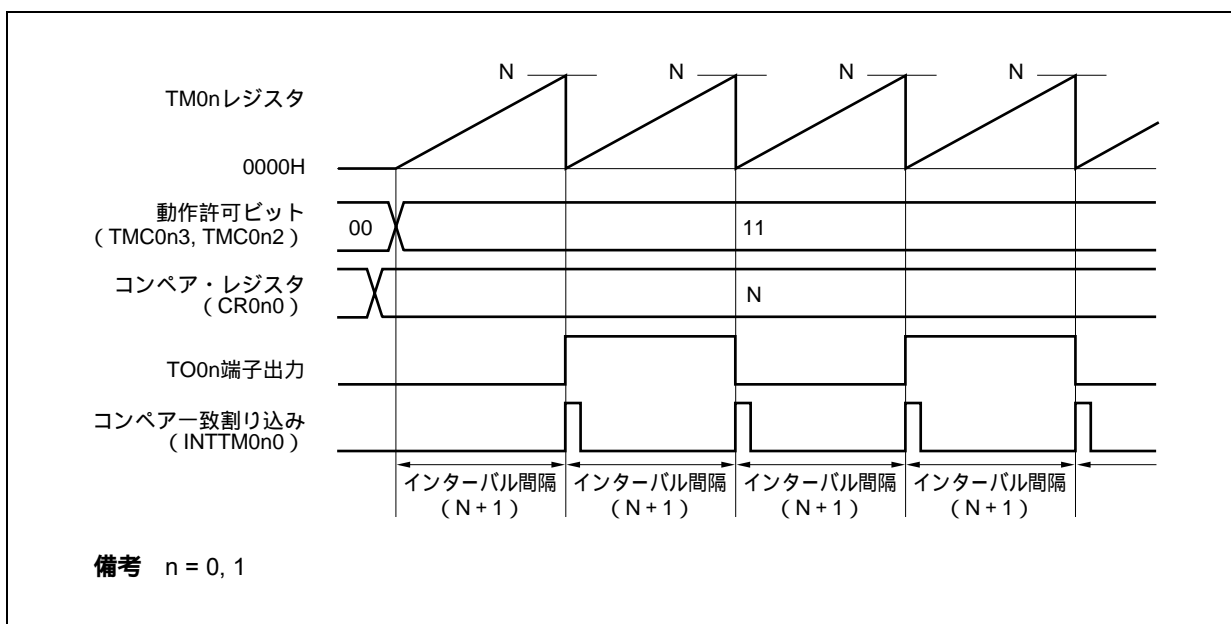 N N N N
TM0nレジスタ
0000H
動作許可ビット
（TMC0n3, TMC0n2）
00 11
コンペア・レジスタ
（CR0n0）
N
TO0n端子出力
コンペア一致割り込み
（INTTM0n0）
インターバル間隔 インターバル間隔 インターバル間隔 インターバル間隔
（N + 1） （N + 1） （N + 1） （N + 1）
備考 n = 0, 1